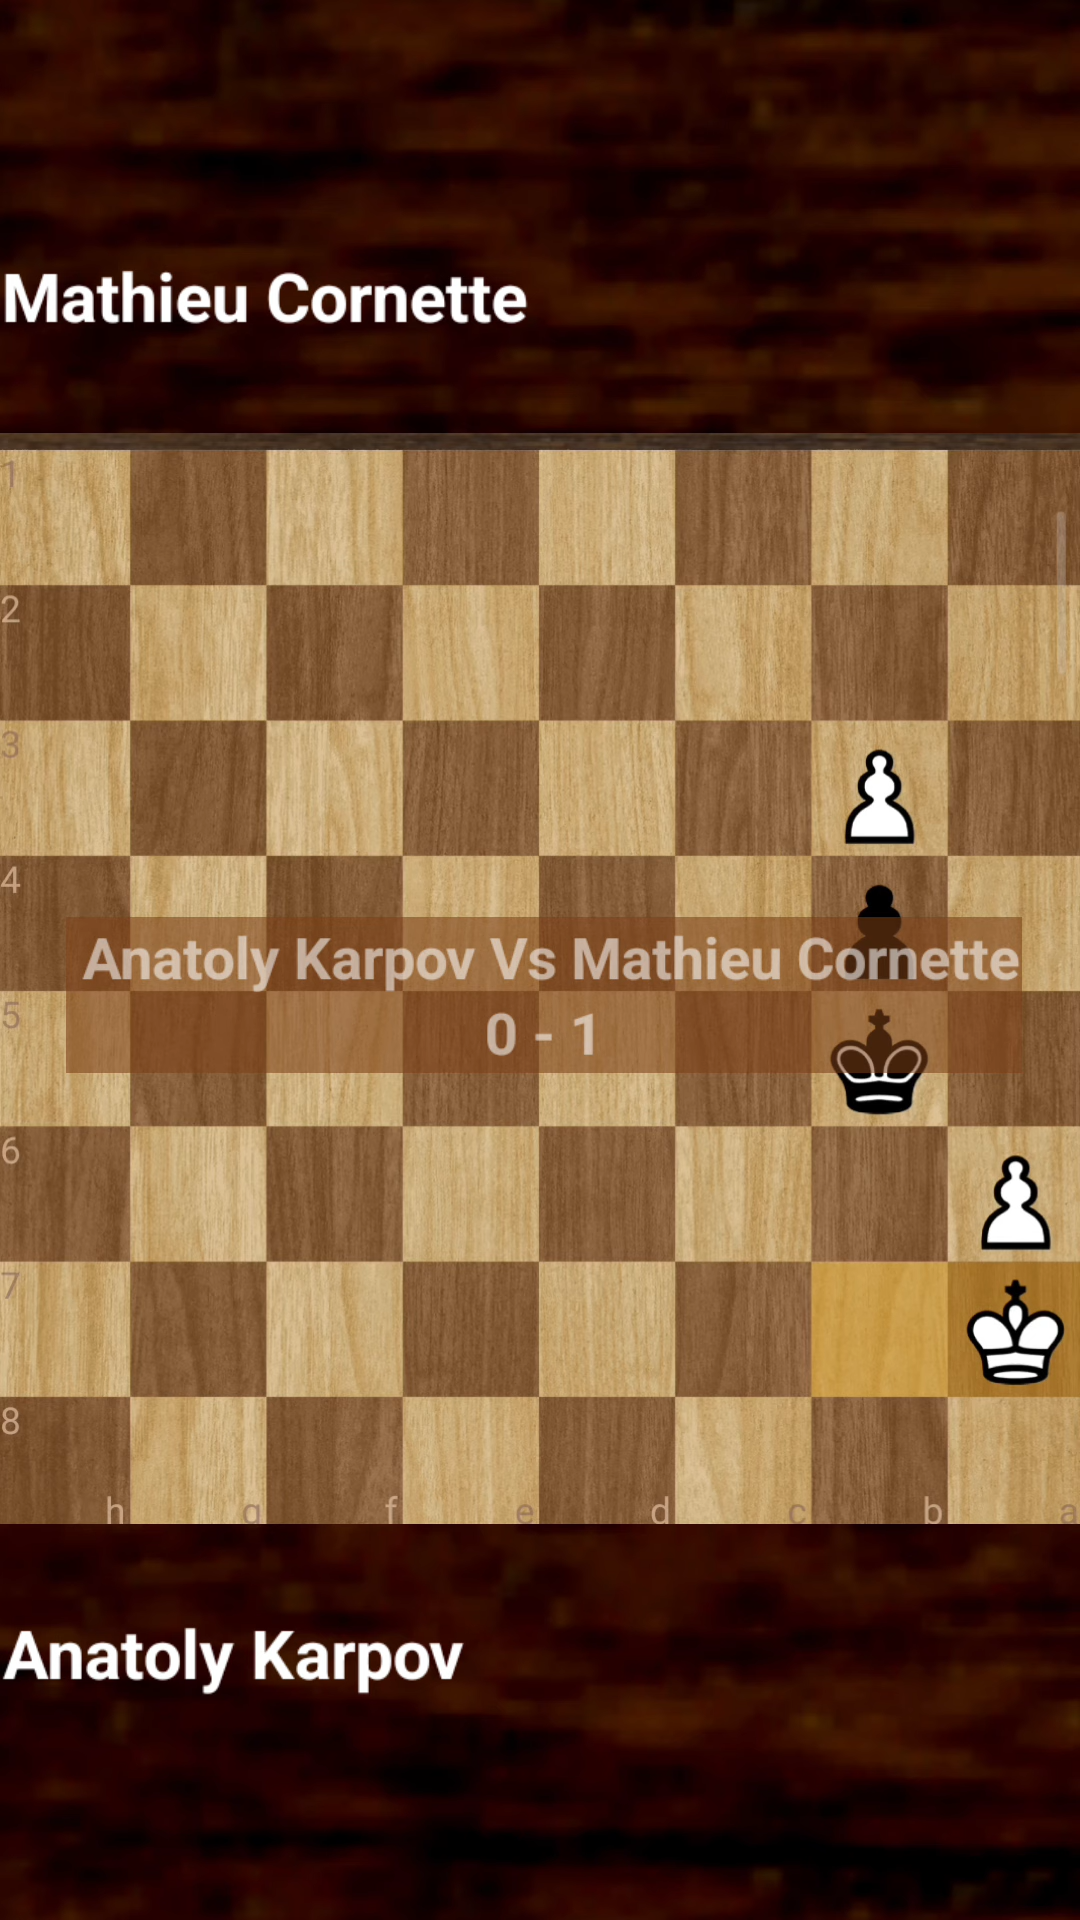 Mathieu Cornette
1
2
3
4
Anatoly Karpov Vs Mathieu Cornette
5
0 - 1
6
7
8
h g f e d c b a
Anatoly Karpov